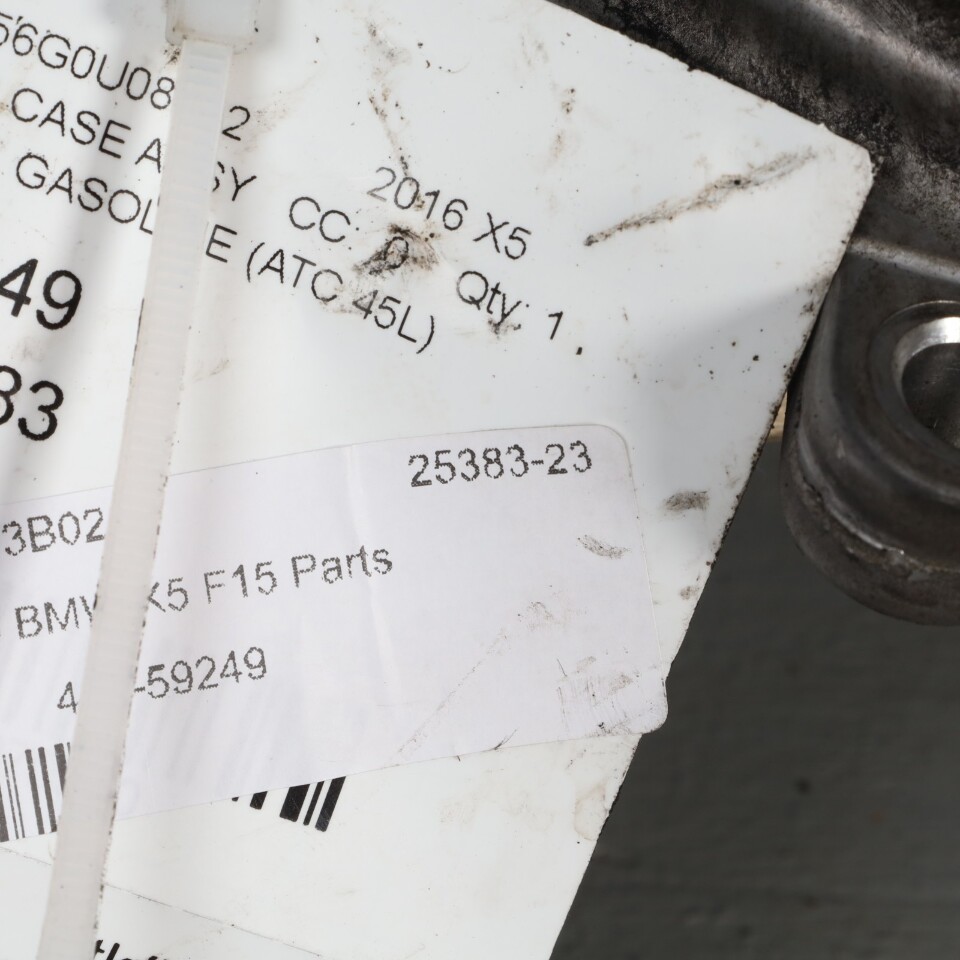 56G0U08 2
2016 X5
CASE A SY CC: 0 Qty: 1
GASOL E (ATC 45L)
49
83
25383-23
3B02
BMW X5 F15 Parts
4 -59249